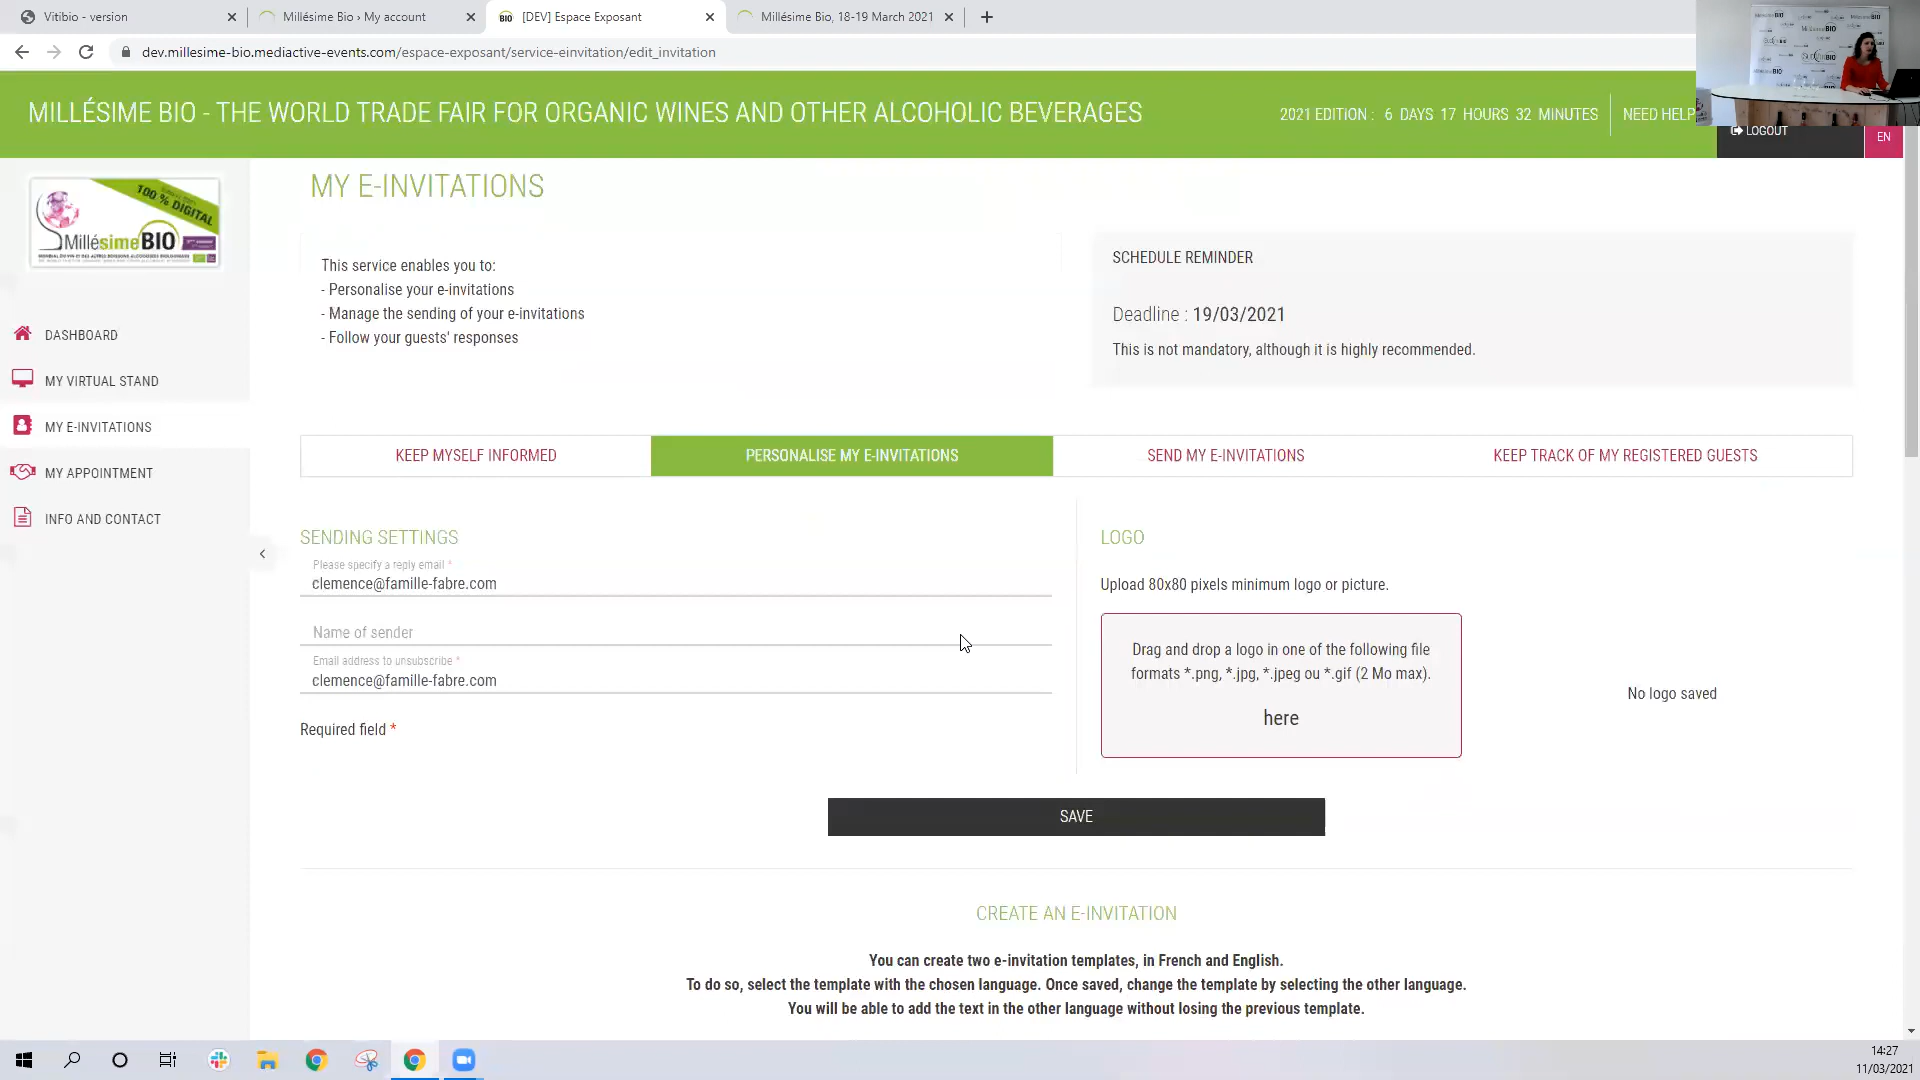 Vitibio - version
Millésime Bio › My account
[DEV] Espace Exposant
Millésime Bio, 18-19 March 2021
dev.millesime-bio.mediactive-events.com/espace-exposant/service-einvitation/edit_invitation
MILLÉSIME BIO - THE WORLD TRADE FAIR FOR ORGANIC WINES AND OTHER ALCOHOLIC BEVERAGES
2021 EDITION : 6 DAYS 17 HOURS 32 MINUTES
NEED HELP
LOGOUT
EN
100 % DIGITAL
MillésimeBIO
DASHBOARD
MY VIRTUAL STAND
MY E-INVITATIONS
MY APPOINTMENT
INFO AND CONTACT
MY E-INVITATIONS
This service enables you to:
- Personalise your e-invitations
- Manage the sending of your e-invitations
- Follow your guests' responses
SCHEDULE REMINDER
Deadline : 19/03/2021
This is not mandatory, although it is highly recommended.
KEEP MYSELF INFORMED
PERSONALISE MY E-INVITATIONS
SEND MY E-INVITATIONS
KEEP TRACK OF MY REGISTERED GUESTS
SENDING SETTINGS
Please specify a reply email *
clemence@famille-fabre.com
Name of sender
Email address to unsubscribe *
clemence@famille-fabre.com
Required field *
LOGO
Upload 80x80 pixels minimum logo or picture.
Drag and drop a logo in one of the following file
formats *.png, *.jpg, *.jpeg ou *.gif (2 Mo max).
here
No logo saved
SAVE
CREATE AN E-INVITATION
You can create two e-invitation templates, in French and English.
To do so, select the template with the chosen language. Once saved, change the template by selecting the other language.
You will be able to add the text in the other language without losing the previous template.
14:27
11/03/2021